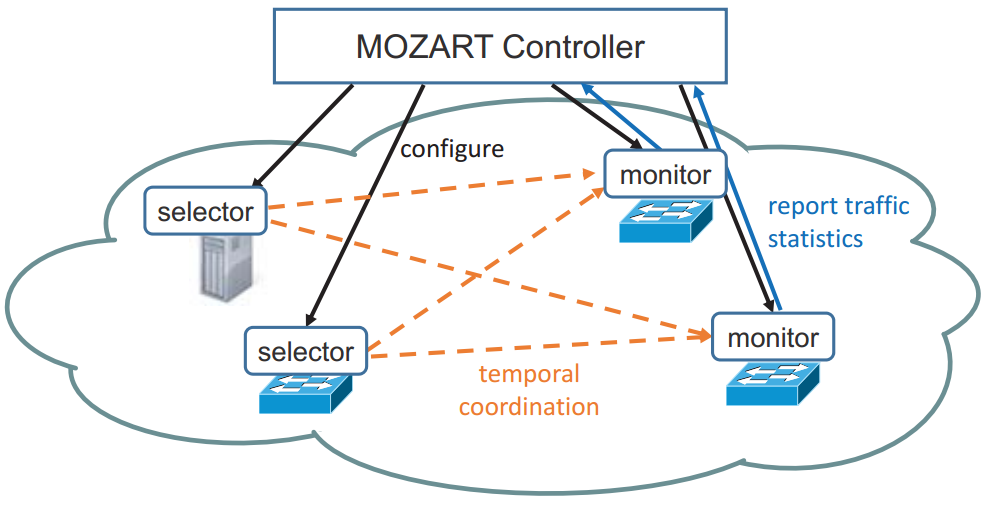 MOZART Controller
configure
monitor
selector
report traffic
statistics
selector
monitor
temporal
coordination